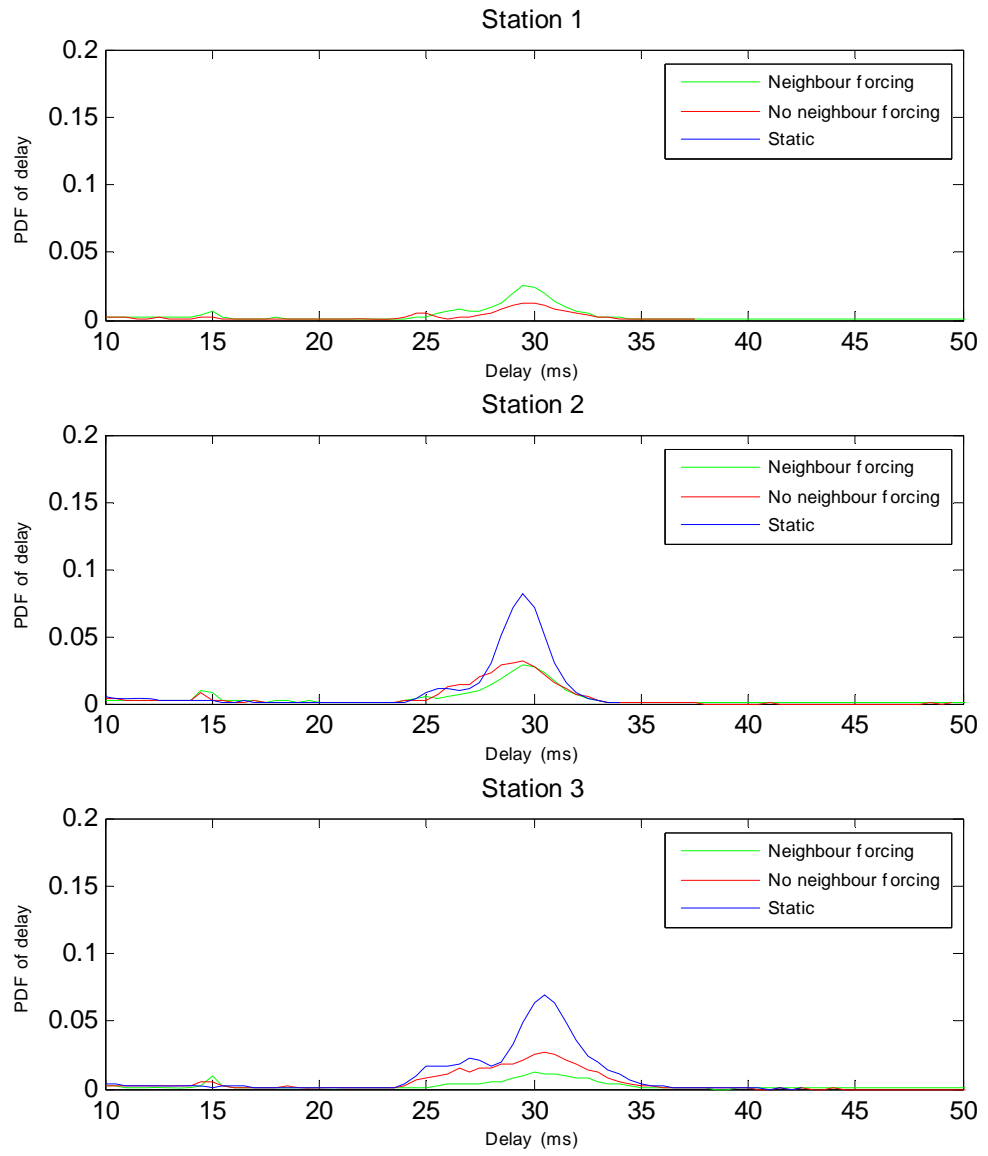 Station 1
0.2
0.15
0.1
0.05
0
PDF of delay
Neighbour forcing
No neighbour forcing
Static
10 15 20 25 30 35 40 45 50
Delay (ms)
Station 2
0.2
0.15
0.1
0.05
0
PDF of delay
Neighbour forcing
No neighbour forcing
Static
10 15 20 25 30 35 40 45 50
Delay (ms)
Station 3
0.2
0.15
0.1
0.05
0
PDF of delay
Neighbour forcing
No neighbour forcing
Static
10 15 20 25 30 35 40 45 50
Delay (ms)